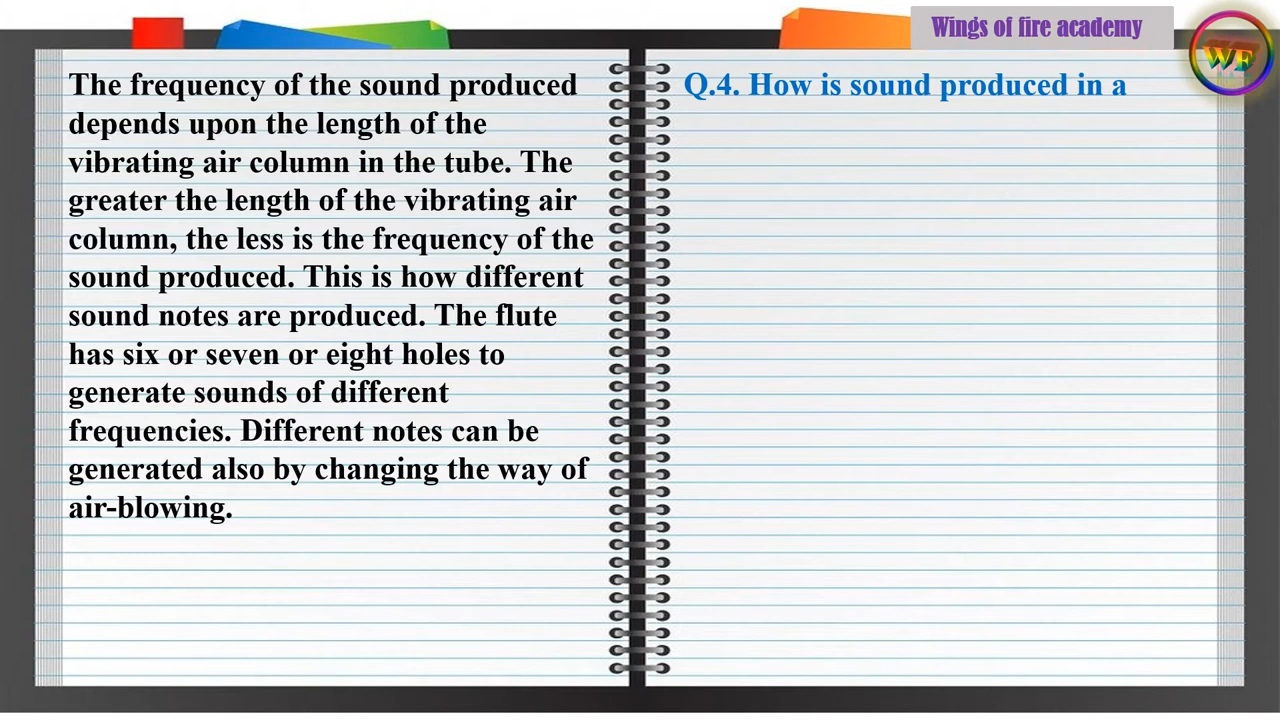 Wings of fire academy
WF
The frequency of the sound produced
depends upon the length of the
vibrating air column in the tube. The
greater the length of the vibrating air
column, the less is the frequency of the
sound produced. This is how different
sound notes are produced. The flute
has six or seven or eight holes to
generate sounds of different
frequencies. Different notes can be
generated also by changing the way of
air-blowing.
Q.4. How is sound produced in a